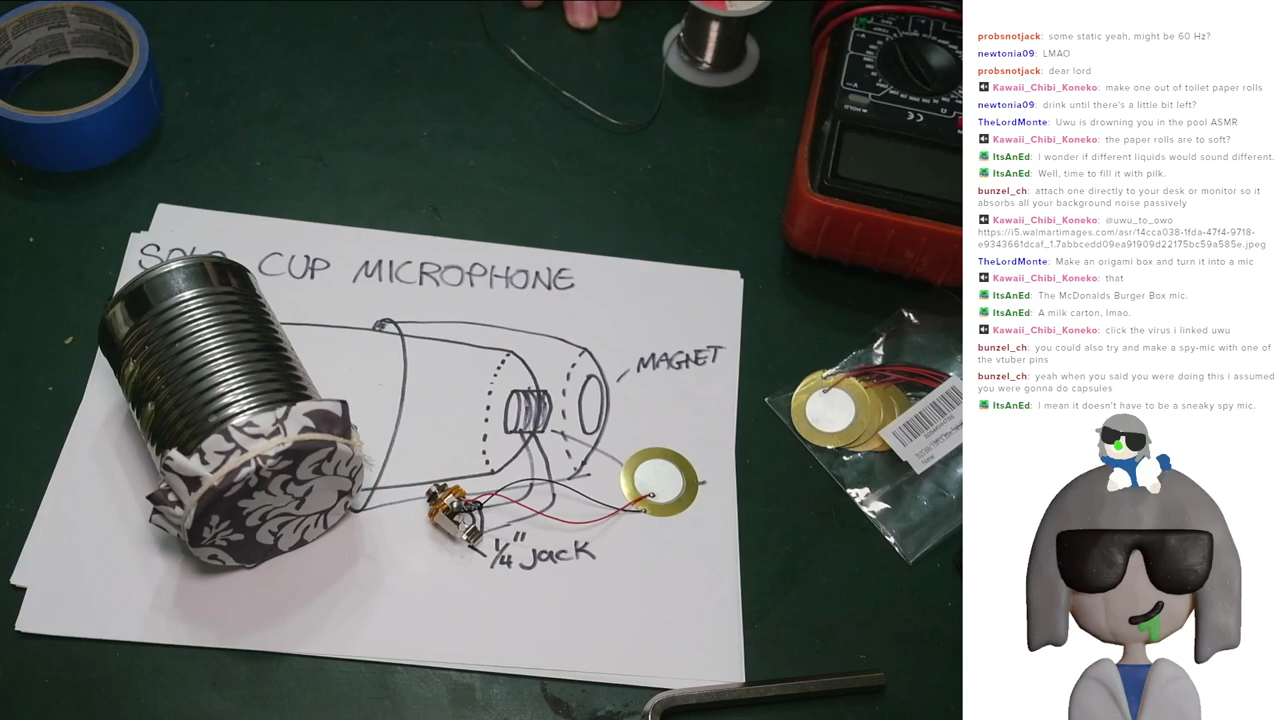 SOLO CUP MICROPHONE
MAGNET
1/4" jack
HOLD
CE
New
probsnotjack: some static yeah, might be 60 Hz?
newtonia09: LMAO
probsnotjack: dear lord
Kawaii_Chibi_Koneko: make one out of toilet paper rolls
newtonia09: drink until there's a little bit left?
TheLordMonte: Uwu is drowning you in the pool ASMR
Kawaii_Chibi_Koneko: the paper rolls are to soft?
ItsAnEd: I wonder if different liquids would sound different.
ItsAnEd: Well, time to fill it with pilk.
bunzel_ch: attach one directly to your desk or monitor so it
absorbs all your background noise passively
Kawaii_Chibi_Koneko: @uwu_to_owo
https://i5.walmartimages.com/asr/14cca038-1fda-47f4-9718-
e9343661dcaf_1.7abbcedd09ea91909d22175bc59a585e.jpeg
TheLordMonte: Make an origami box and turn it into a mic
Kawaii_Chibi_Koneko: that
ItsAnEd: The McDonalds Burger Box mic.
ItsAnEd: A milk carton, lmao.
Kawaii_Chibi_Koneko: click the virus i linked uwu
bunzel_ch: you could also try and make a spy-mic with one of
the vtuber pins
bunzel_ch: yeah when you said you were doing this i assumed
you were gonna do capsules
ItsAnEd: I mean it doesn't have to be a sneaky spy mic.